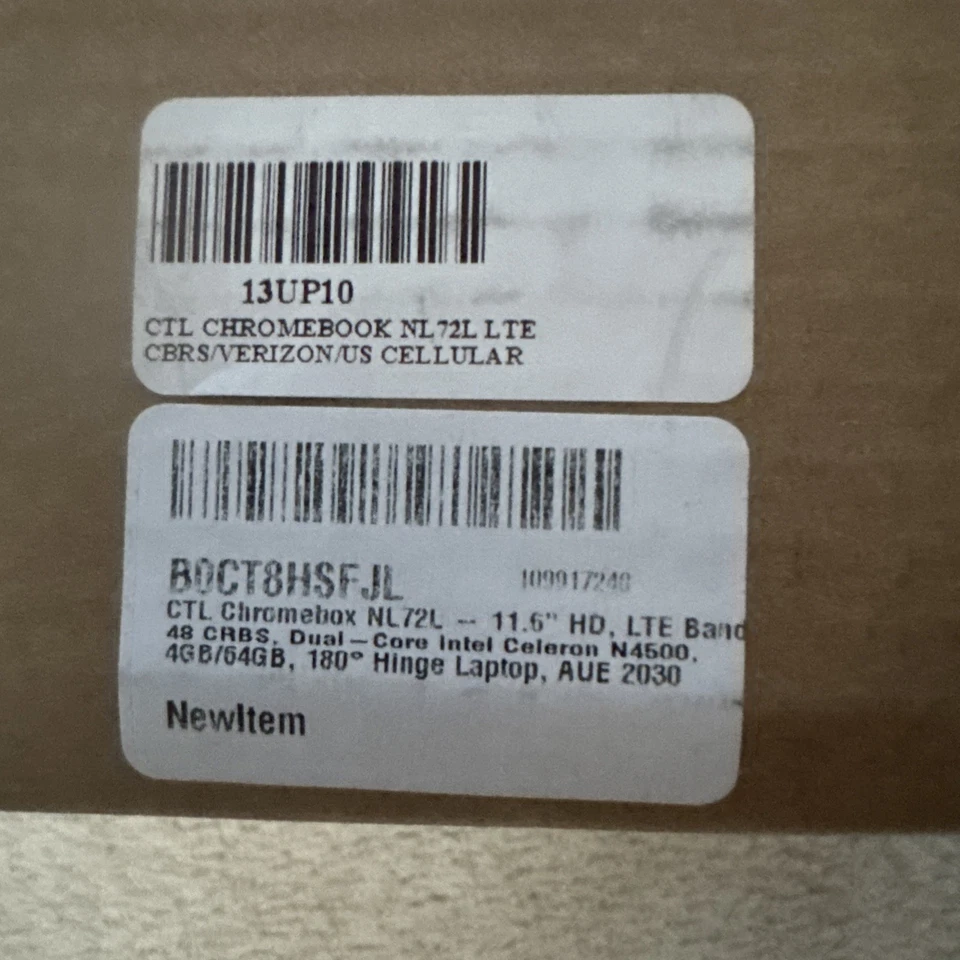 13UP10
CTL CHROMEBOOK NL72L LTE
CBRS/VERIZON/US CELLULAR
B0CT8HSFJL
CTL Chromebox NL72L -- 11.6" HD, LTE Band
48 CRBS, Dual-Core Intel Celeron N4500,
4GB/64GB, 180° Hinge Laptop, AUE 2030
NewItem